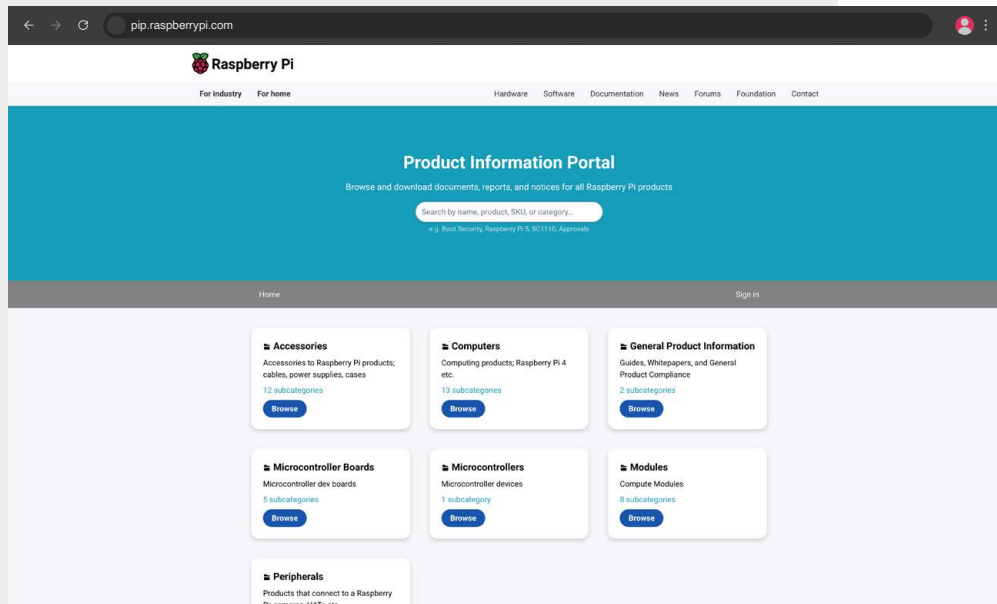 pip.raspberrypi.com
Raspberry Pi
For industry For home Hardware Software Documentation News Forums Foundation Contact
Product Information Portal
Browse and download documents, reports, and notices for all Raspberry Pi products
Search by name, product, SKU, or category...
e.g. Boot Security, Raspberry Pi 5, SC1110, Approvals
Home Sign in
Accessories
Accessories to Raspberry Pi products;
cables, power supplies, cases
12 subcategories
Browse
Computers
Computing products; Raspberry Pi 4
etc.
13 subcategories
Browse
General Product Information
Guides, Whitepapers, and General
Product Compliance
2 subcategories
Browse
Microcontroller Boards
Microcontroller dev boards
5 subcategories
Browse
Microcontrollers
Microcontroller devices
1 subcategory
Browse
Modules
Compute Modules
8 subcategories
Browse
Peripherals
Products that connect to a Raspberry